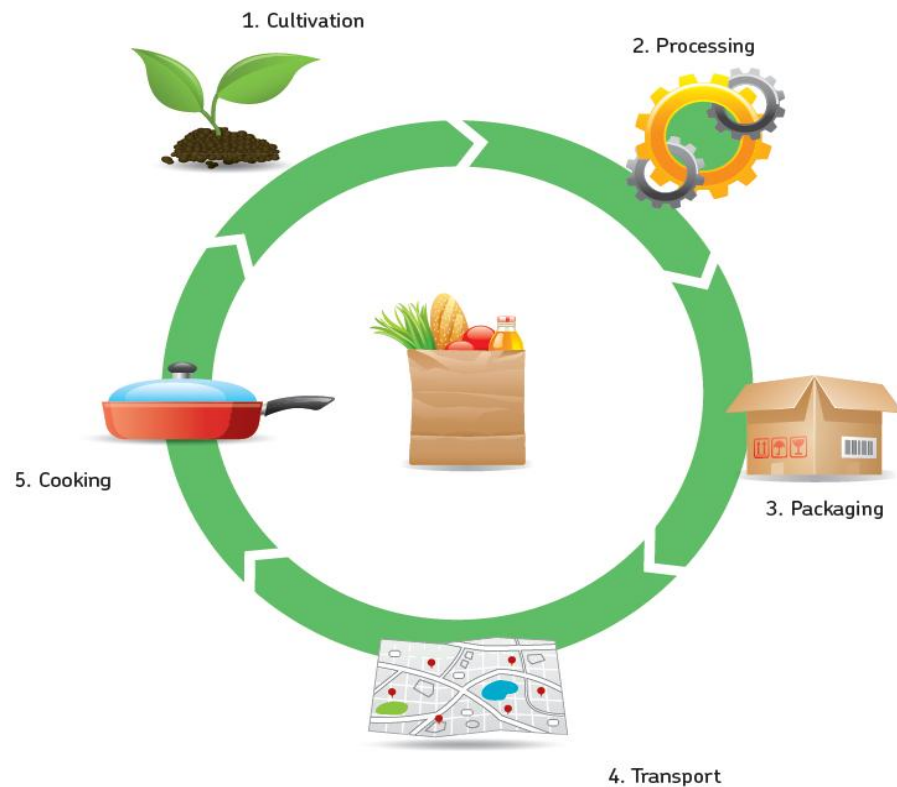 1. Cultivation
2. Processing
3. Packaging
4. Transport
5. Cooking